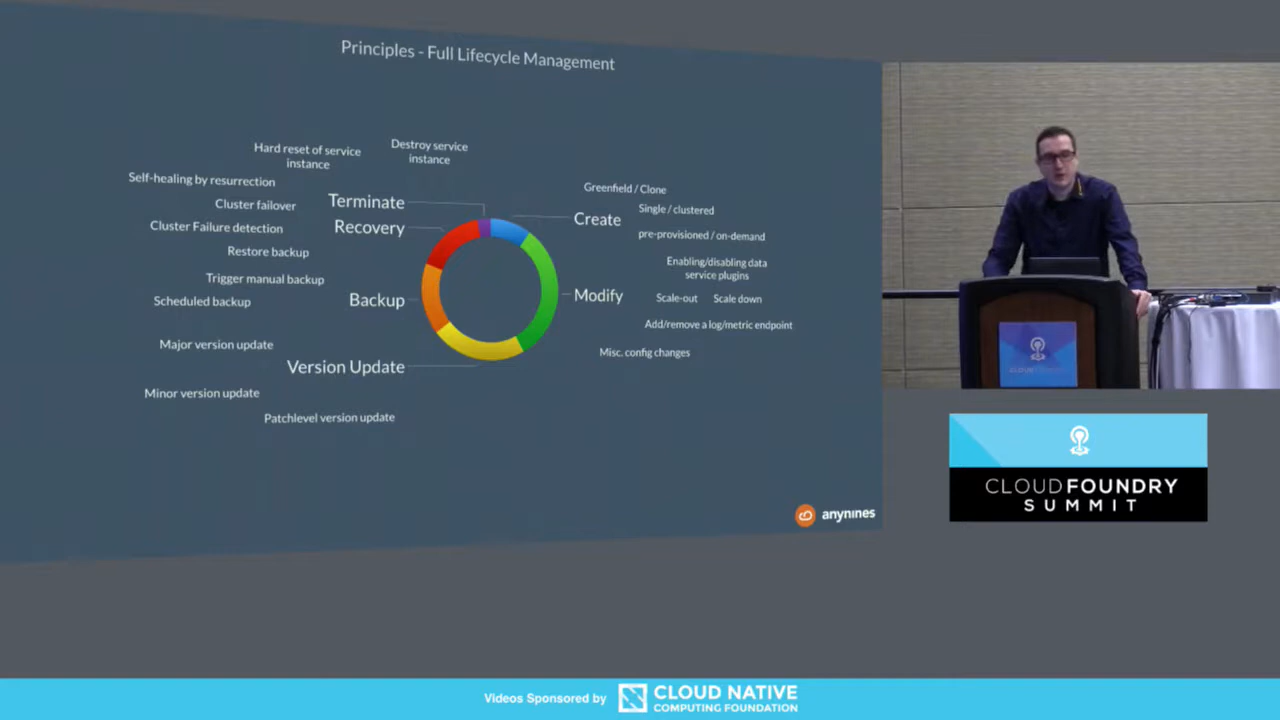 Principles - Full Lifecycle Management
Hard reset of service
instance
Destroy service
instance
Self-healing by resurrection
Cluster failover
Cluster Failure detection
Restore backup
Terminate
Recovery
Trigger manual backup
Scheduled backup
Backup
Major version update
Version Update
Minor version update
Patchlevel version update
Greenfield / Clone
Create
Single / clustered
pre-provisioned / on-demand
Enabling/disabling data
service plugins
Modify
Scale-out
Scale down
Add/remove a log/metric endpoint
Misc. config changes
anynines
CLOUD FOUNDRY
CLOUDFOUNDRY
SUMMIT
Videos Sponsored by
CLOUD NATIVE
COMPUTING FOUNDATION